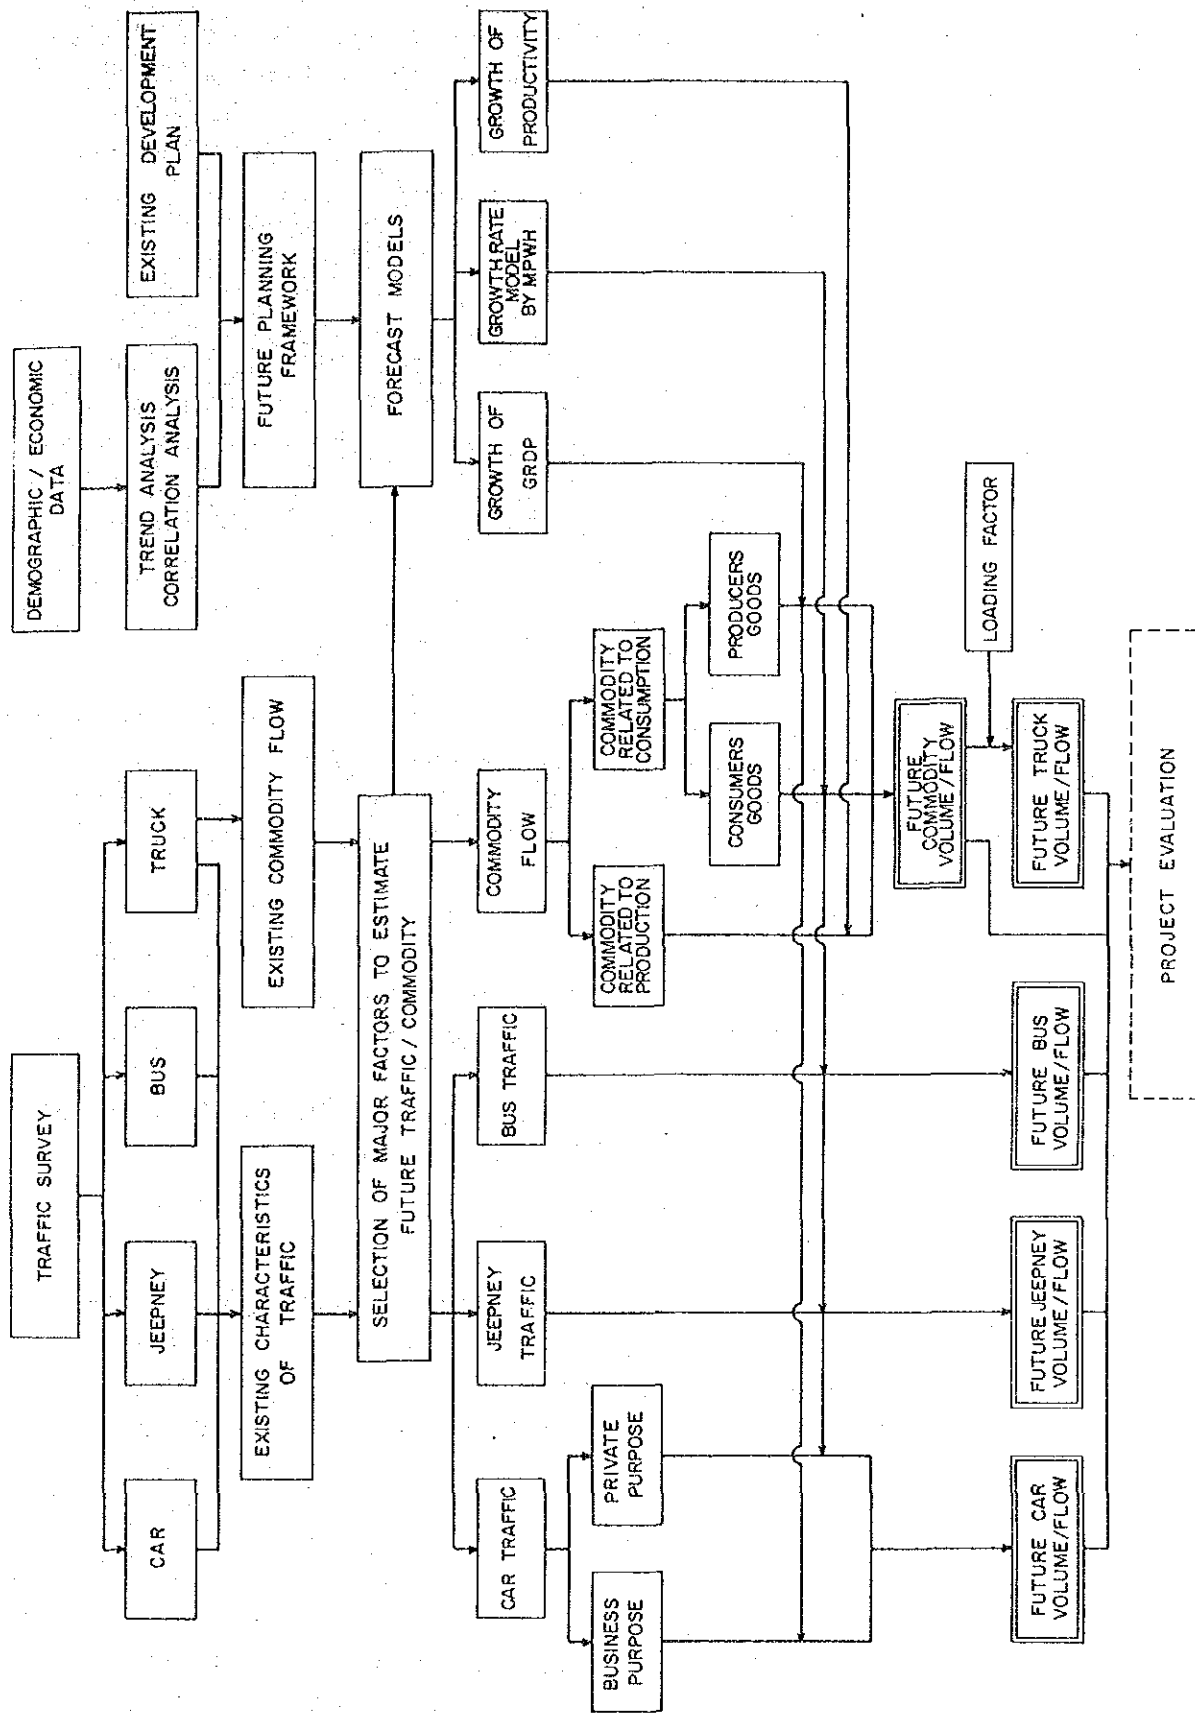 TRAFFIC SURVEY
DEMOGRAPHIC / ECONOMIC
DATA
CAR
JEEPNEY
BUS
TRUCK
TREND ANALYSIS
CORRELATION ANALYSIS
EXISTING DEVELOPMENT
PLAN
EXISTING CHARACTERISTICS
OF TRAFFIC
EXISTING COMMODITY FLOW
FUTURE PLANNING
FRAMEWORK
SELECTION OF MAJOR FACTORS TO ESTIMATE
FUTURE TRAFFIC / COMMODITY
FORECAST MODELS
CAR TRAFFIC
JEEPNEY
TRAFFIC
BUS TRAFFIC
COMMODITY
FLOW
GROWTH OF
GRDP
GROWTH RATE
MODEL
BY MPWH
GROWTH OF
PRODUCTIVITY
BUSINESS
PURPOSE
PRIVATE
PURPOSE
COMMODITY
RELATED TO
PRODUCTION
COMMODITY
RELATED TO
CONSUMPTION
CONSUMERS
GOODS
PRODUCERS
GOODS
FUTURE
COMMODITY
VOLUME/FLOW
LOADING FACTOR
FUTURE CAR
VOLUME/FLOW
FUTURE JEEPNEY
VOLUME/FLOW
FUTURE BUS
VOLUME/FLOW
FUTURE TRUCK
VOLUME/FLOW
PROJECT EVALUATION